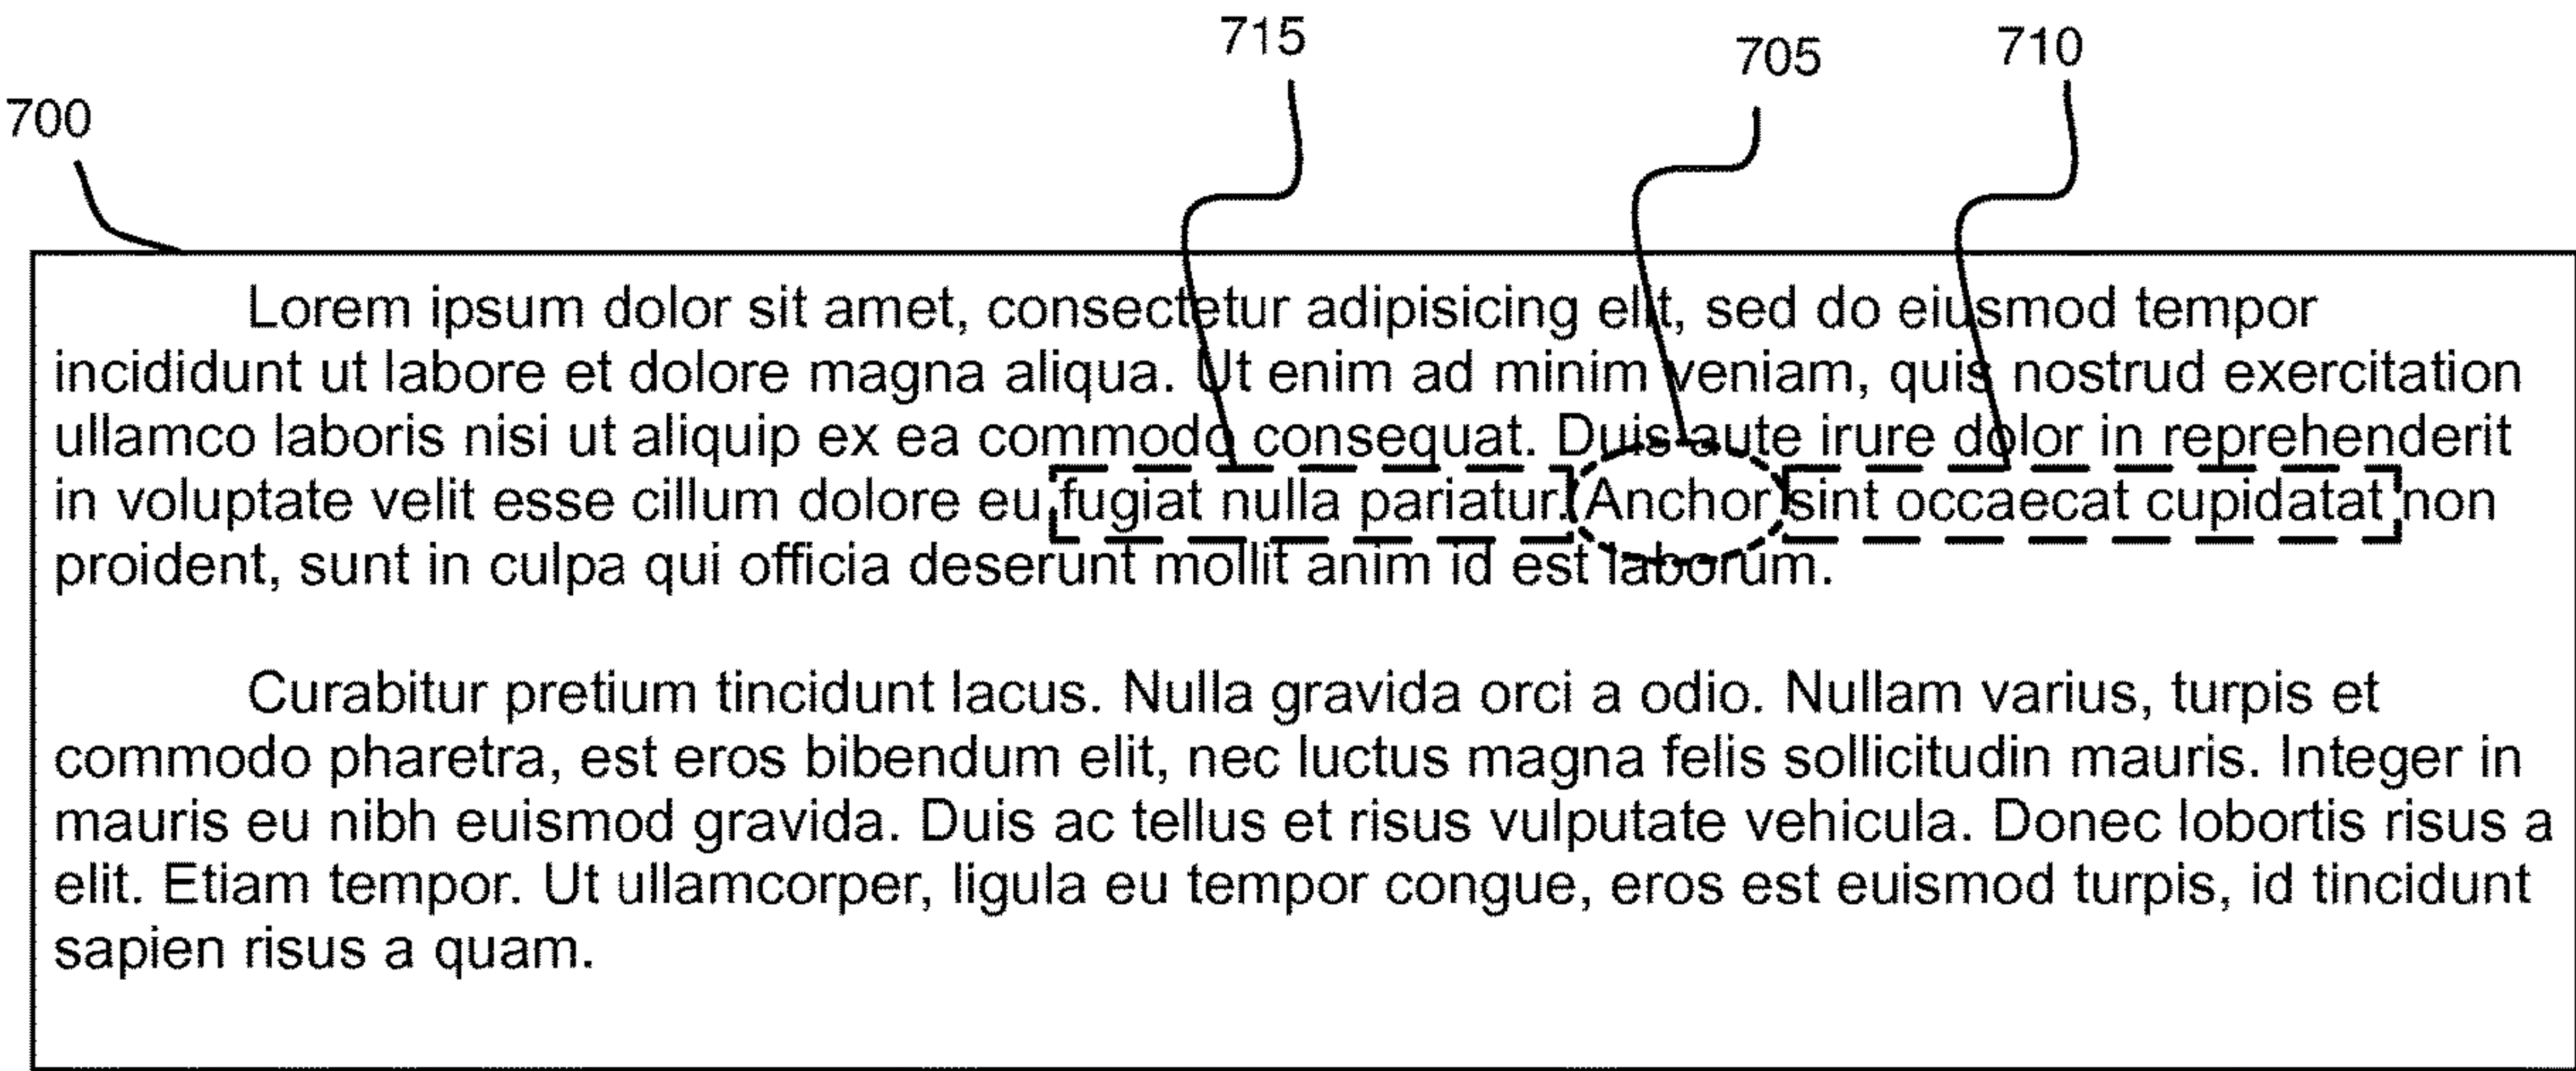 715
705
710
700
Lorem ipsum dolor sit amet, consectetur adipisicing elit, sed do eiusmod tempor
incididunt ut labore et dolore magna aliqua. Ut enim ad minim veniam, quis nostrud exercitation
ullamco laboris nisi ut aliquip ex ea commodo consequat. Duis aute irure dolor in reprehenderit
in voluptate velit esse cillum dolore eu fugiat nulla pariatur. Anchor sint occaecat cupidatat non
proident, sunt in culpa qui officia deserunt mollit anim id est laborum.
Curabitur pretium tincidunt lacus. Nulla gravida orci a odio. Nullam varius, turpis et
commodo pharetra, est eros bibendum elit, nec luctus magna felis sollicitudin mauris. Integer in
mauris eu nibh euismod gravida. Duis ac tellus et risus vulputate vehicula. Donec lobortis risus a
elit. Etiam tempor. Ut ullamcorper, ligula eu tempor congue, eros est euismod turpis, id tincidunt
sapien risus a quam.